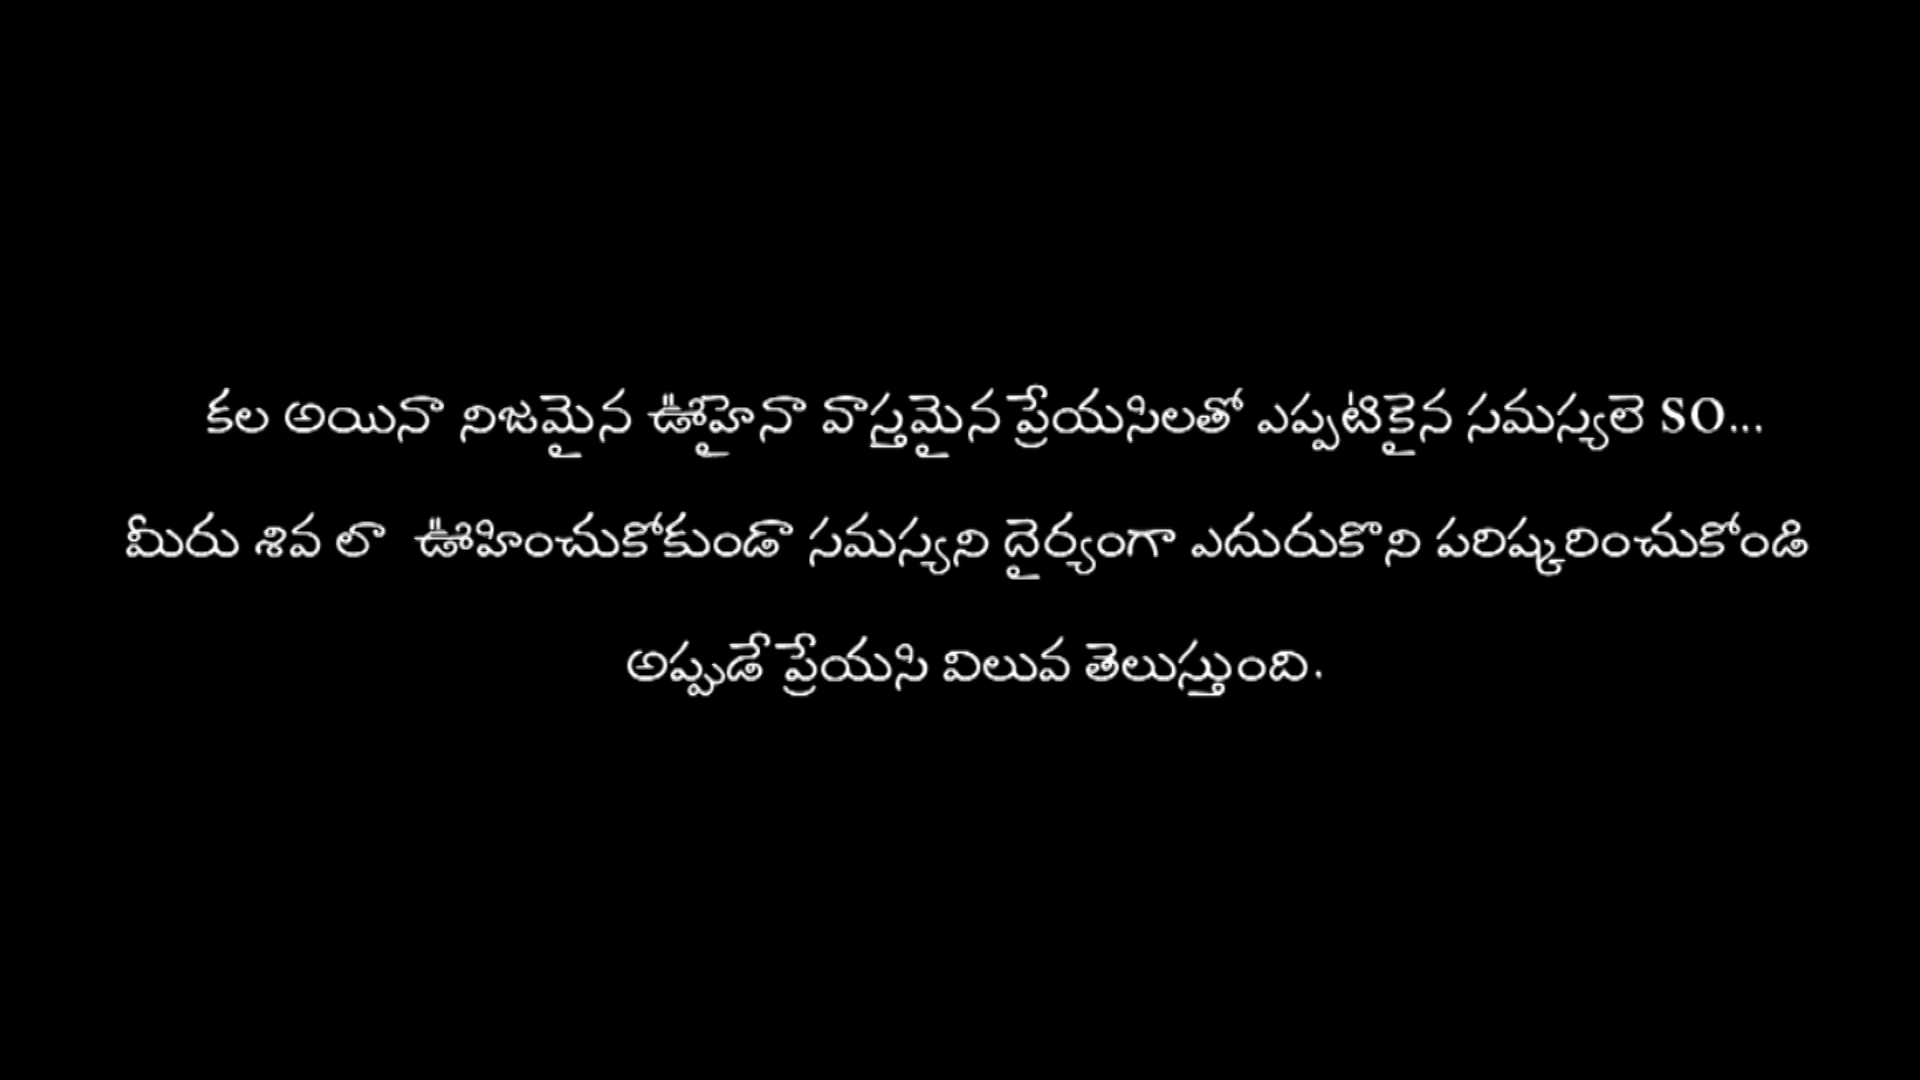 కల అయినా నిజమైన ఊహైనా వాస్తమైన ప్రేయసిలతో ఎప్పటికైన సమస్యలె SO...
మీరు శివ లా ఊహించుకోకుండా సమస్యని దైర్యంగా ఎదురుకొని పరిష్కరించుకోండి
అప్పుడే ప్రేయసి విలువ తెలుస్తుంది.